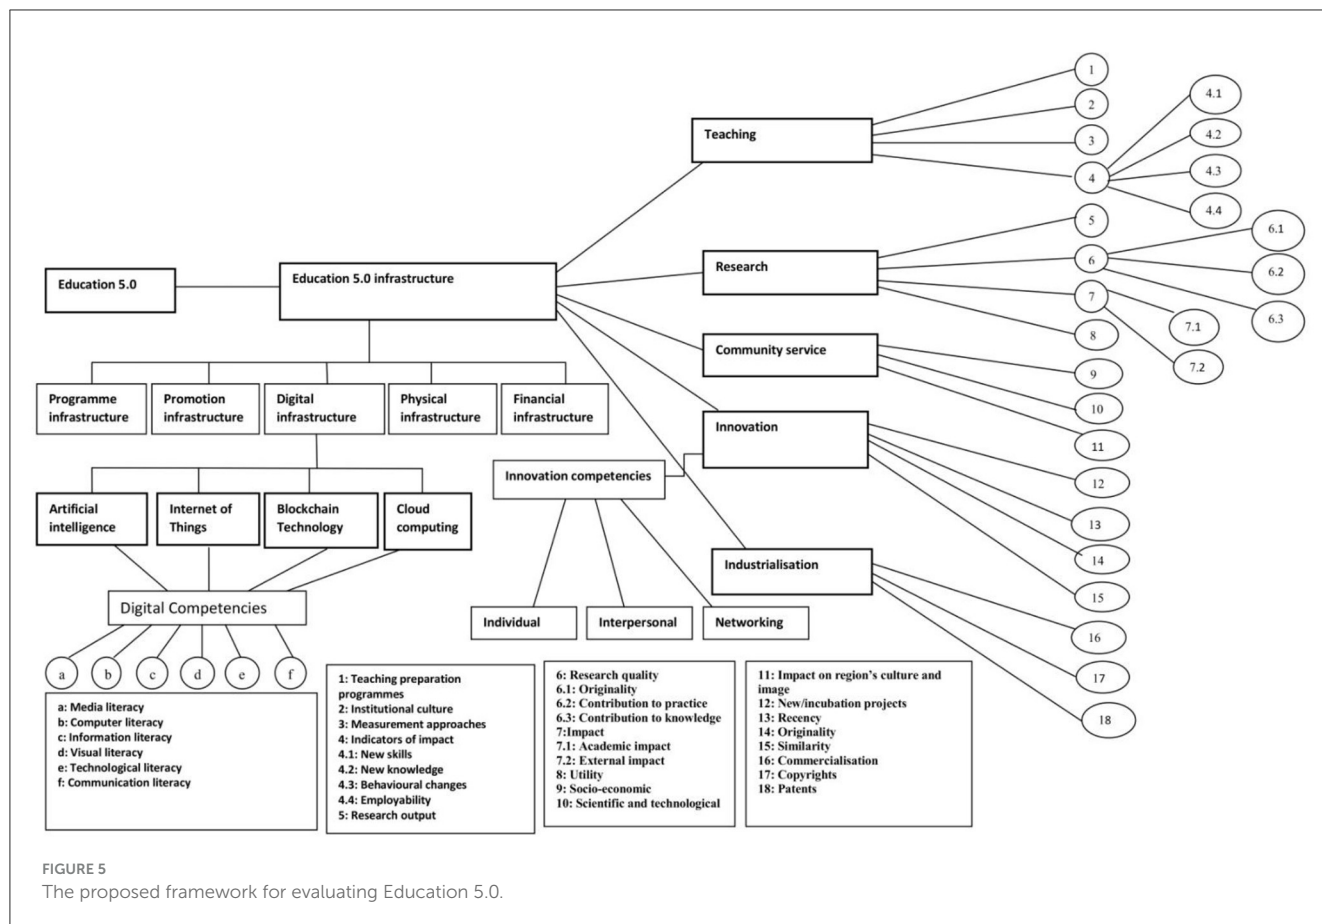 1
2
3
4
4.1
4.2
4.3
4.4
Teaching
5
6
7
8
6.1
6.2
6.3
7.1
7.2
Research
Education 5.0
Education 5.0 infrastructure
Community service
9
10
11
Programme
infrastructure
Promotion
infrastructure
Digital
infrastructure
Physical
infrastructure
Financial
infrastructure
Innovation
12
13
14
15
Innovation competencies
Artificial
intelligence
Internet of
Things
Blockchain
Technology
Cloud
computing
Industrialisation
16
17
18
Digital Competencies
Individual
Interpersonal
Networking
a
b
c
d
e
f
a: Media literacy
b: Computer literacy
c: Information literacy
d: Visual literacy
e: Technological literacy
f: Communication literacy
1: Teaching preparation
programmes
2: Institutional culture
3: Measurement approaches
4: Indicators of impact
4.1: New skills
4.2: New knowledge
4.3: Behavioural changes
4.4: Employability
5: Research output
6: Research quality
6.1: Originality
6.2: Contribution to practice
6.3: Contribution to knowledge
7:Impact
7.1: Academic impact
7.2: External impact
8: Utility
9: Socio-economic
10: Scientific and technological
11: Impact on region's culture and
image
12: New/incubation projects
13: Recency
14: Originality
15: Similarity
16: Commercialisation
17: Copyrights
18: Patents
FIGURE 5
The proposed framework for evaluating Education 5.0.